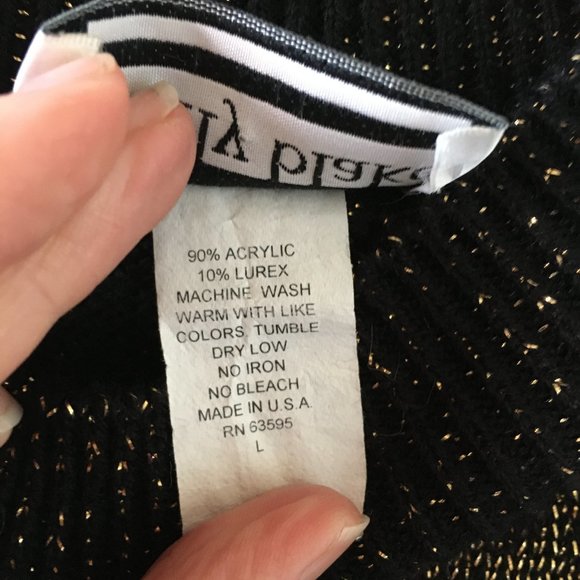 90% ACRYLIC
10% LUREX
MACHINE WASH
WARM WITH LIKE
COLORS TUMBLE
DRY LOW
NO IRON
NO BLEACH
MADE IN U.S.A.
RN 63595
L